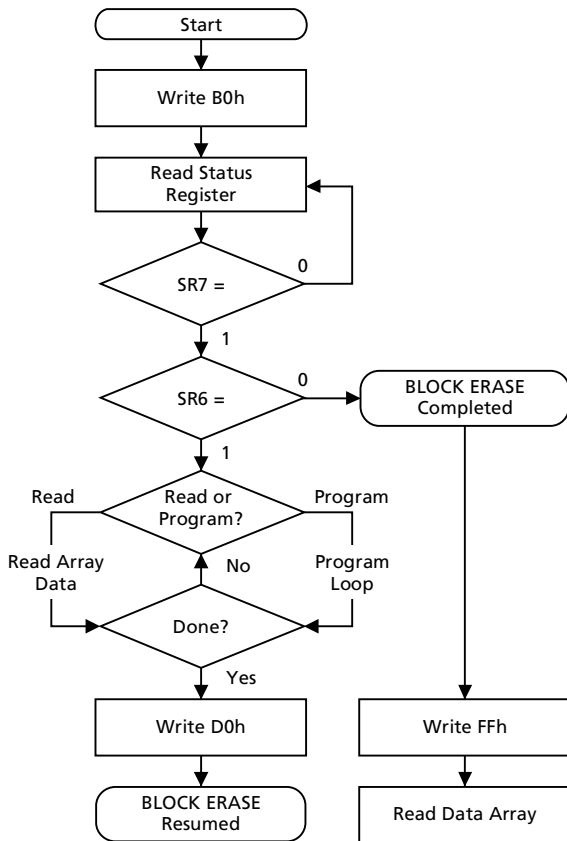 Start
Write B0h
Read Status
Register
SR7 =
0
1
SR6 =
0
BLOCK ERASE
Completed
1
Read
Read or
Program?
Program
Read Array
Data
No
Program
Loop
Done?
Yes
Write D0h
Write FFh
BLOCK ERASE
Resumed
Read Data Array